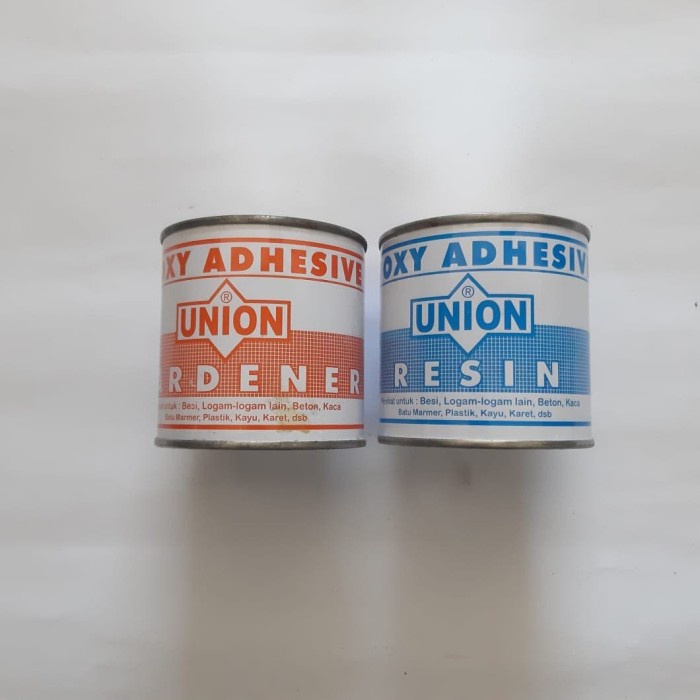 OXY ADHESIVE
®
UNION
ARDENER
untuk : Besi, Logam-logam lain, Beton, Kaca
Batu Marmer, Plastik, Kayu, Karet, dsb
OXY ADHESIV
®
UNION
RESIN
untuk : Besi, Logam-logam lain, Beton, Kaca
Batu Marmer, Plastik, Kayu, Karet, dsb